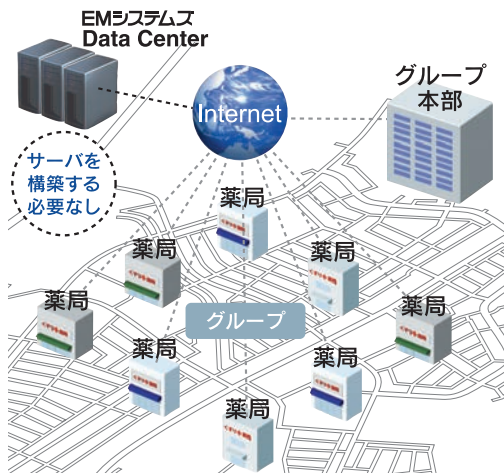 EMシステムズ
Data Center
Internet
グループ
本部
サーバを
構築する
必要なし
薬局
薬局
薬局
薬局
薬局
グループ
薬局
薬局
薬局